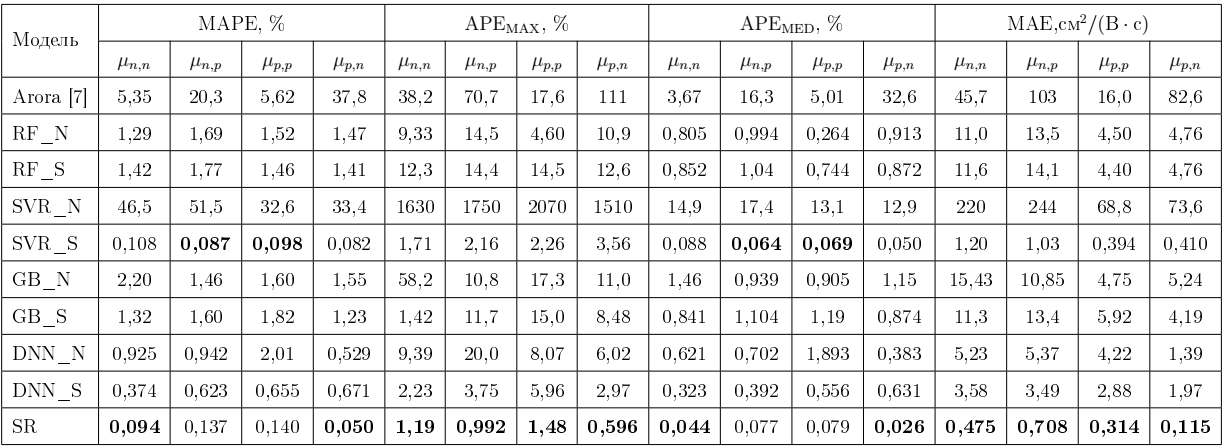 Модель MAPE, % APE_MAX, % APE_MED, % MAE,см²/(В · с)
μ_n,n μ_n,p μ_p,p μ_p,n μ_n,n μ_n,p μ_p,p μ_p,n μ_n,n μ_n,p μ_p,p μ_p,n μ_n,n μ_n,p μ_p,p μ_p,n
Arora [7] 5,35 20,3 5,62 37,8 38,2 70,7 17,6 111 3,67 16,3 5,01 32,6 45,7 103 16,0 82,6
RF_N 1,29 1,69 1,52 1,47 9,33 14,5 4,60 10,9 0,805 0,994 0,264 0,913 11,0 13,5 4,50 4,76
RF_S 1,42 1,77 1,46 1,41 12,3 14,4 14,5 12,6 0,852 1,04 0,744 0,872 11,6 14,1 4,40 4,76
SVR_N 46,5 51,5 32,6 33,4 1630 1750 2070 1510 14,9 17,4 13,1 12,9 220 244 68,8 73,6
SVR_S 0,108 0,087 0,098 0,082 1,71 2,16 2,26 3,56 0,088 0,064 0,069 0,050 1,20 1,03 0,394 0,410
GB_N 2,20 1,46 1,60 1,55 58,2 10,8 17,3 11,0 1,46 0,939 0,905 1,15 15,43 10,85 4,75 5,24
GB_S 1,32 1,60 1,82 1,23 1,42 11,7 15,0 8,48 0,841 1,104 1,19 0,874 11,3 13,4 5,92 4,19
DNN_N 0,925 0,942 2,01 0,529 9,39 20,0 8,07 6,02 0,621 0,702 1,893 0,383 5,23 5,37 4,22 1,39
DNN_S 0,374 0,623 0,655 0,671 2,23 3,75 5,96 2,97 0,323 0,392 0,556 0,631 3,58 3,49 2,88 1,97
SR 0,094 0,137 0,140 0,050 1,19 0,992 1,48 0,596 0,044 0,077 0,079 0,026 0,475 0,708 0,314 0,115